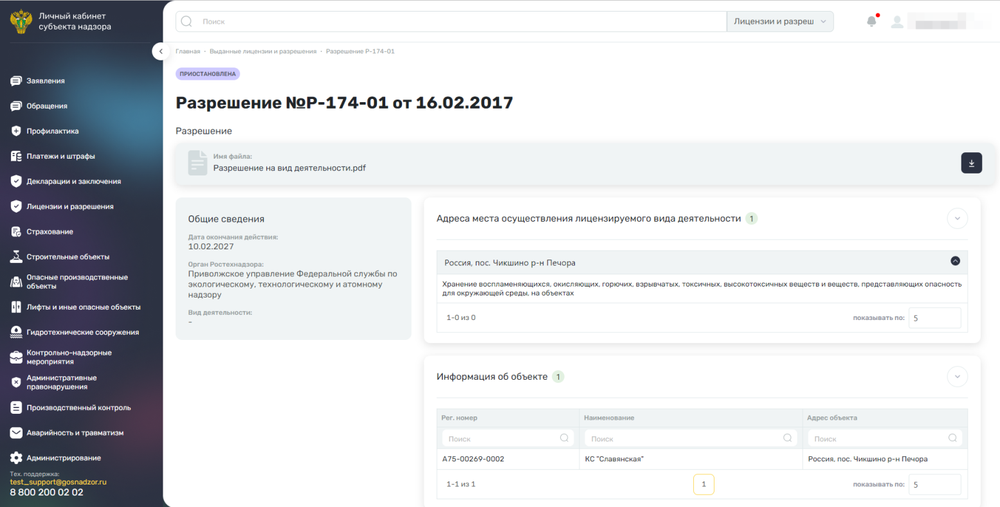 Личный кабинет
субъекта надзора
Заявления
Обращения
Профилактика
Платежи и штрафы
Декларации и заключения
Лицензии и разрешения
Страхование
Строительные объекты
Опасные производственные
объекты
Лифты и иные опасные объекты
Гидротехнические сооружения
Контрольно-надзорные
мероприятия
Административные
правонарушения
Производственный контроль
Аварийность и травматизм
Администрирование
Тех. поддержка:
test_support@gosnadzor.ru
8 800 200 02 02
Поиск
Лицензии и разреш
Главная • Выданные лицензии и разрешения • Разрешение Р-174-01
ПРИОСТАНОВЛЕНА
Разрешение №Р-174-01 от 16.02.2017
Разрешение
Имя файла:
Разрешение на вид деятельности.pdf
Общие сведения
Дата окончания действия:
10.02.2027
Орган Ростехнадзора:
Приволжское управление Федеральной службы по
экологическому, технологическому и атомному
надзору
Вид деятельности:
-
Адреса места осуществления лицензируемого вида деятельности 1
Россия, пос. Чикшино р-н Печора
Хранение воспламеняющихся, окисляющих, горючих, взрывчатых, токсичных, высокотоксичных веществ и веществ, представляющих опасность
для окружающей среды, на объектах
1-0 из 0 показывать по: 5
Информация об объекте 1
Рег. номер Наименование Адрес объекта
Поиск Поиск Поиск
А75-00269-0002 КС "Славянская" Россия, пос. Чикшино р-н Печора
1-1 из 1 1 показывать по: 5